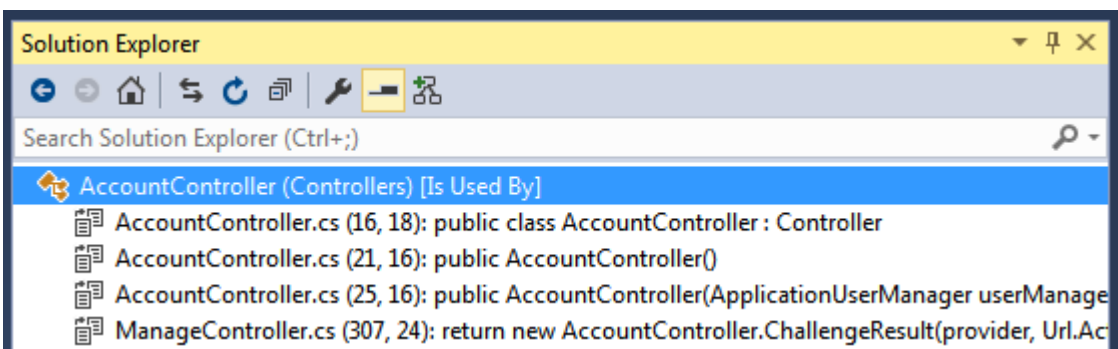 Solution Explorer
Search Solution Explorer (Ctrl+;)
AccountController (Controllers) [Is Used By]
AccountController.cs (16, 18): public class AccountController : Controller
AccountController.cs (21, 16): public AccountController()
AccountController.cs (25, 16): public AccountController(ApplicationUserManager userManage
ManageController.cs (307, 24): return new AccountController.ChallengeResult(provider, Url.Act